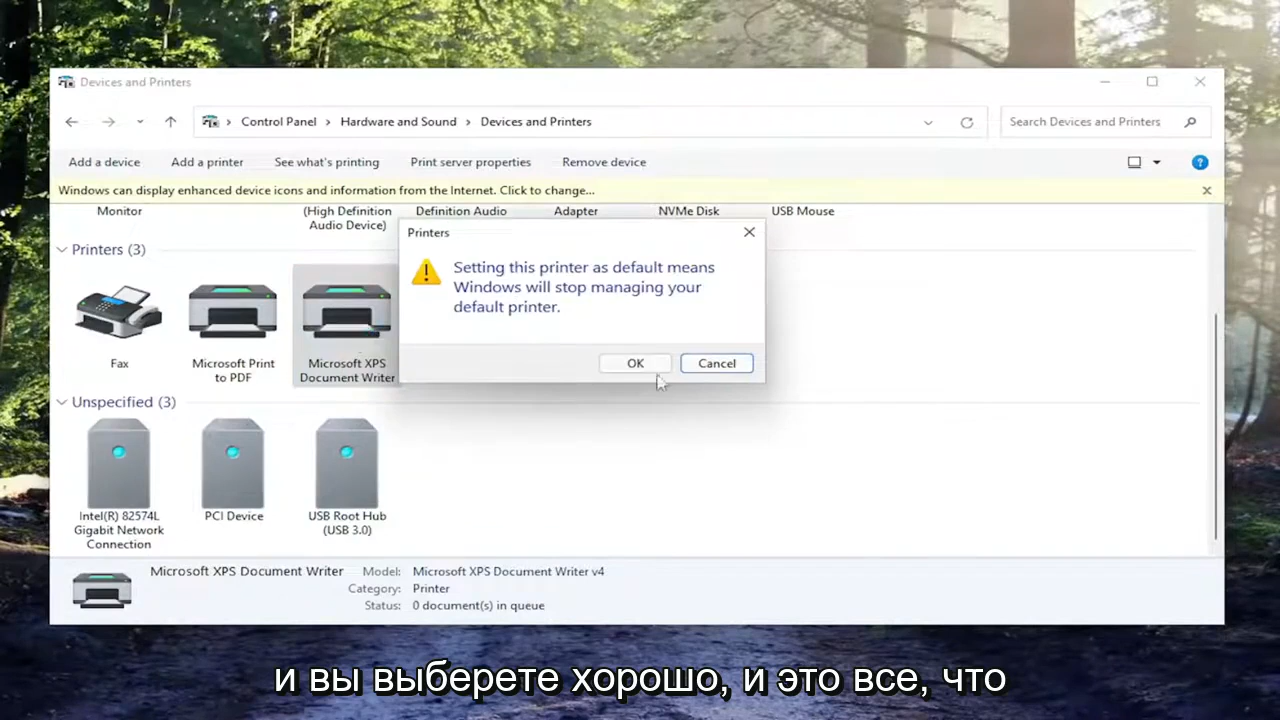 Devices and Printers
Control Panel > Hardware and Sound > Devices and Printers
Search Devices and Printers
Add a device Add a printer See what's printing Print server properties Remove device
Windows can display enhanced device icons and information from the Internet. Click to change...
Monitor
(High Definition
Audio Device)
Definition Audio
Adapter
NVMe Disk
USB Mouse
Printers (3)
Fax
Microsoft Print
to PDF
Microsoft XPS
Document Writer
Printers
Setting this printer as default means
Windows will stop managing your
default printer.
OK Cancel
Unspecified (3)
Intel(R) 82574L
Gigabit Network
Connection
PCI Device
USB Root Hub
(USB 3.0)
Microsoft XPS Document Writer Model: Microsoft XPS Document Writer v4
Category: Printer
Status: 0 document(s) in queue
и вы выберете хорошо, и это все, что